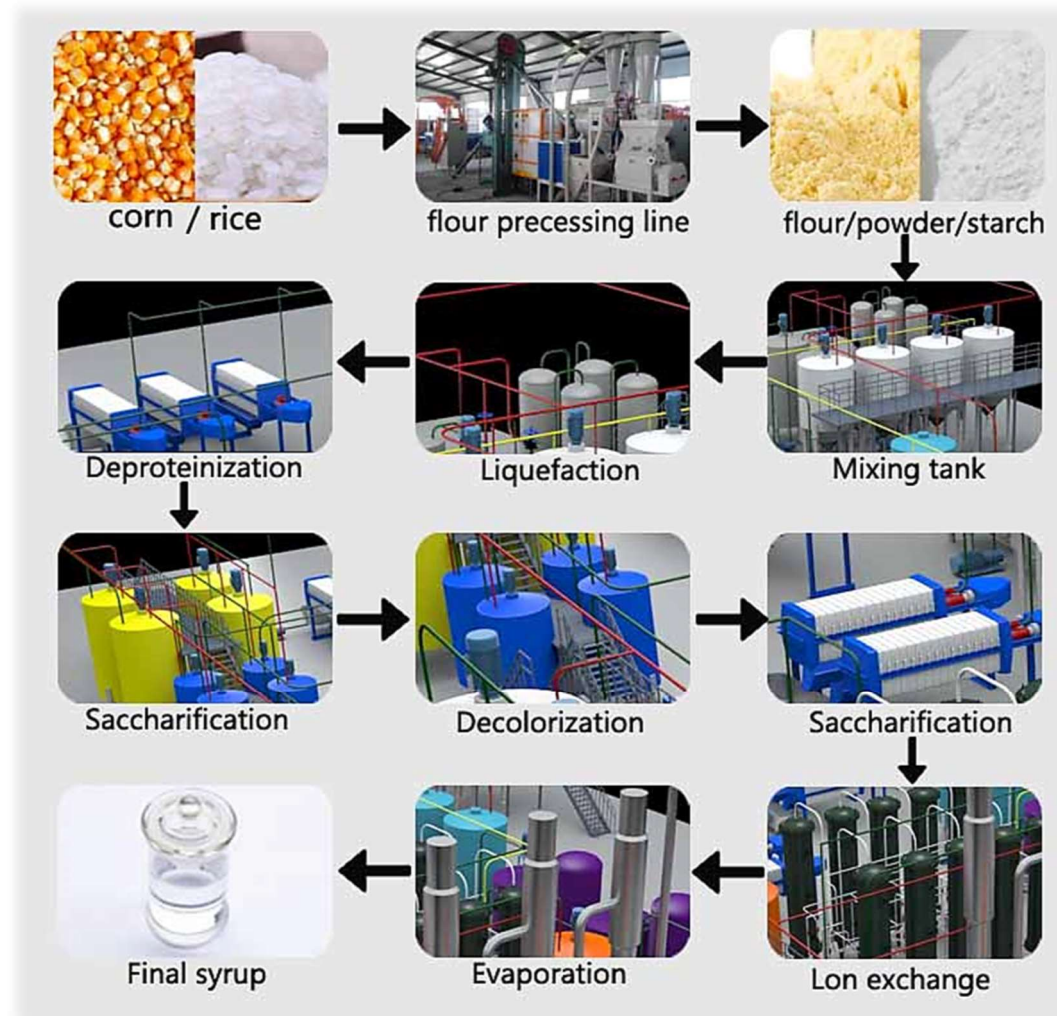 corn / rice
flour precessing line
flour/powder/starch
Deproteinization
Liquefaction
Mixing tank
Saccharification
Decolorization
Saccharification
Final syrup
Evaporation
Lon exchange